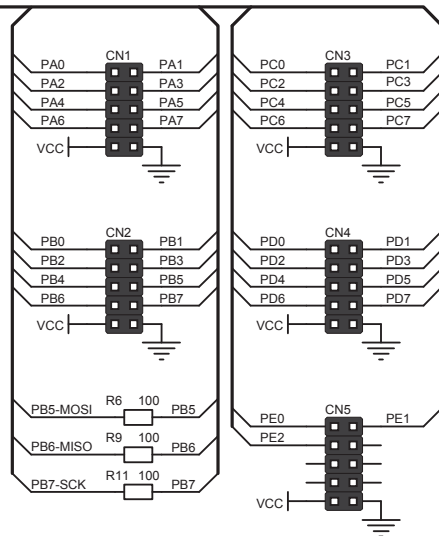 CN1
PA0 PA1
PA2 PA3
PA4 PA5
PA6 PA7
VCC
CN2
PB0 PB1
PB2 PB3
PB4 PB5
PB6 PB7
VCC
R6 100
PB5-MOSI PB5
R9 100
PB6-MISO PB6
R11 100
PB7-SCK PB7
CN3
PC0 PC1
PC2 PC3
PC4 PC5
PC6 PC7
VCC
CN4
PD0 PD1
PD2 PD3
PD4 PD5
PD6 PD7
VCC
CN5
PE0 PE1
PE2
VCC